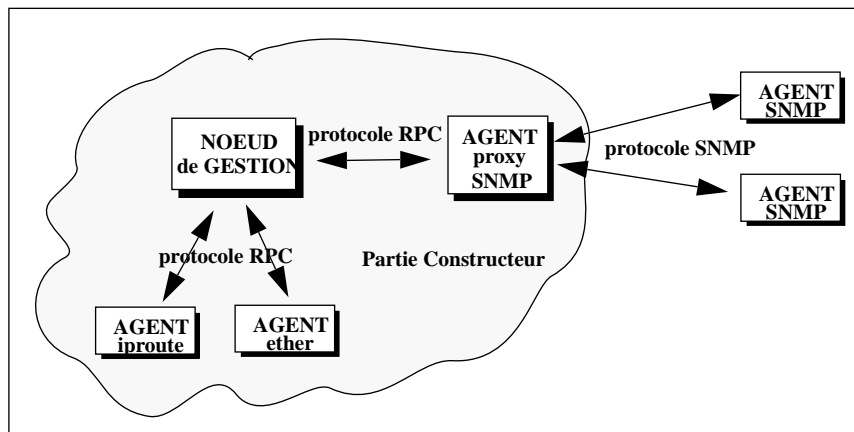 AGENT
SNMP
protocole RPC
NOEUD
de GESTION
AGENT
proxy
SNMP
protocole SNMP
AGENT
SNMP
protocole RPC
Partie Constructeur
AGENT
iproute
AGENT
ether